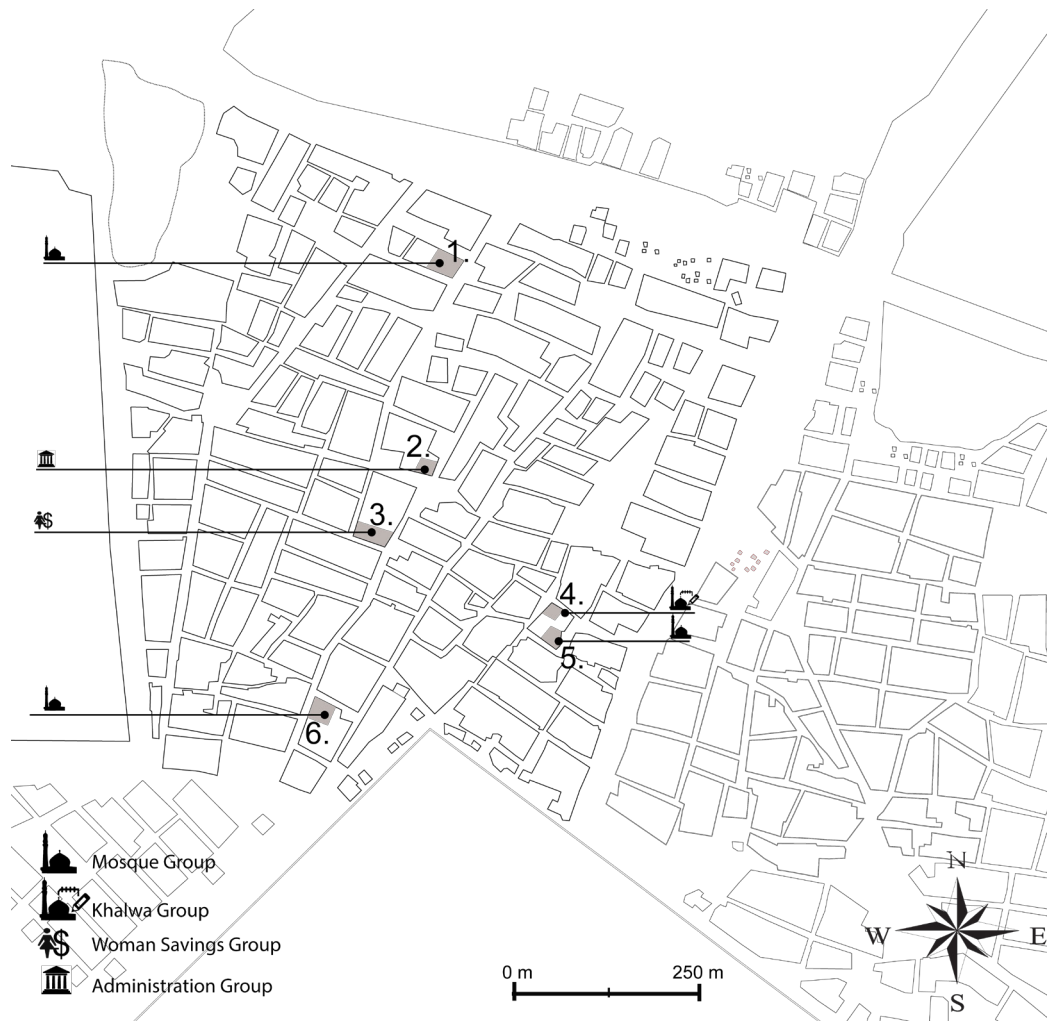 1.
2.
3.
4.
5.
6.
Mosque Group
Khalwa Group
Woman Savings Group
Administration Group
0 m 250 m
N
W E
S